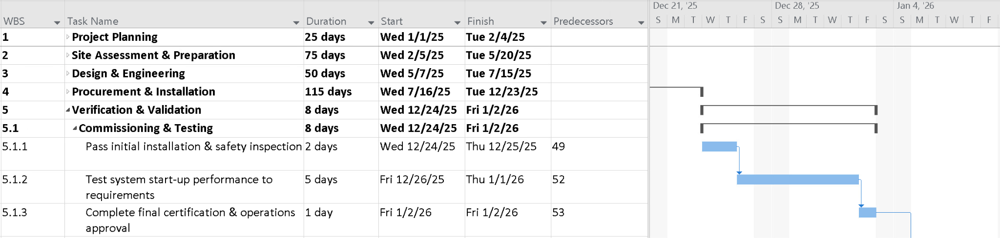 Dec 21, '25 Dec 28, '25 Jan 4, '26
WBS Task Name Duration Start Finish Predecessors S M T W T F S S M T W T F S S M T W T F
1 Project Planning 25 days Wed 1/1/25 Tue 2/4/25
2 Site Assessment & Preparation 75 days Wed 2/5/25 Tue 5/20/25
3 Design & Engineering 50 days Wed 5/7/25 Tue 7/15/25
4 Procurement & Installation 115 days Wed 7/16/25 Tue 12/23/25
5 Verification & Validation 8 days Wed 12/24/25 Fri 1/2/26
5.1 Commissioning & Testing 8 days Wed 12/24/25 Fri 1/2/26
5.1.1 Pass initial installation & safety inspection 2 days Wed 12/24/25 Thu 12/25/25 49
5.1.2 Test system start-up performance to 5 days Fri 12/26/25 Thu 1/1/26 52
requirements
5.1.3 Complete final certification & operations 1 day Fri 1/2/26 Fri 1/2/26 53
approval